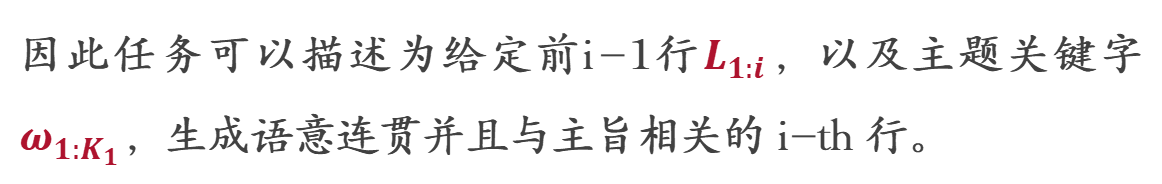 因此任务可以描述为给定前i−1行L₁:ᵢ，以及主题关键字
ω₁:K₁，生成语意连贯并且与主旨相关的 i−th 行。